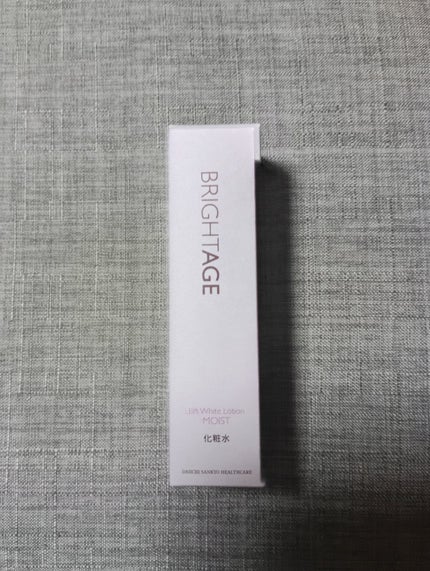 BRIGHTAGE
Lift White Lotion
MOIST
化粧水
DAIICHI SANKYO HEALTHCARE